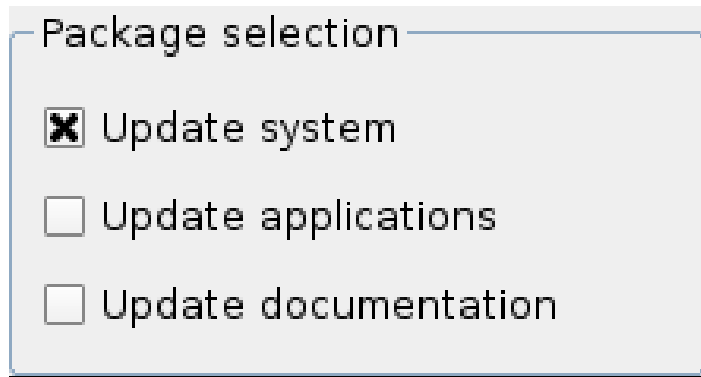 Package selection
Update system
Update applications
Update documentation